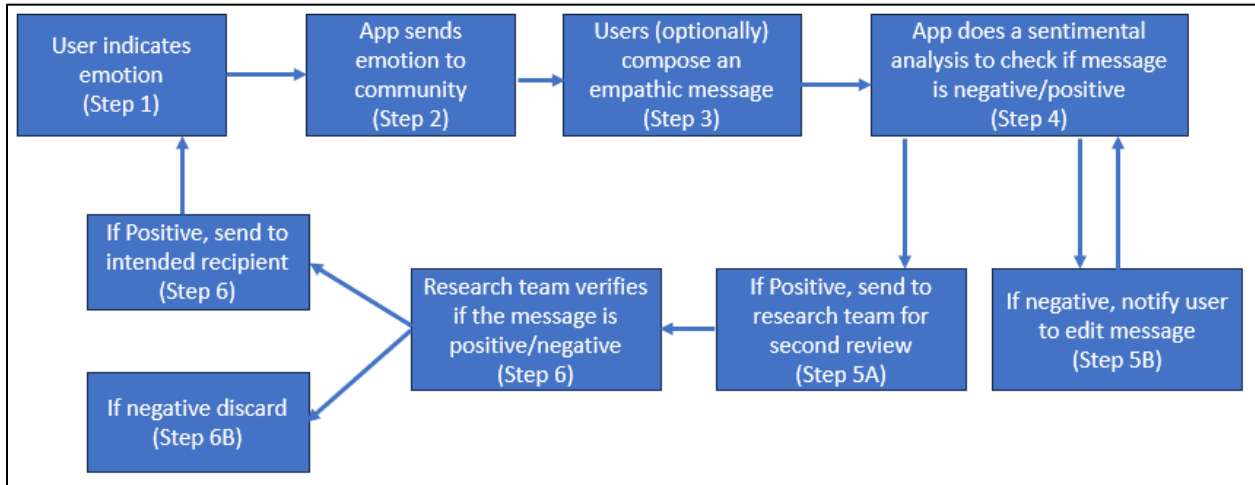 User indicates
emotion
(Step 1)
App sends
emotion to
community
(Step 2)
Users (optionally)
compose an
empathic message
(Step 3)
App does a sentimental
analysis to check if message
is negative/positive
(Step 4)
If Positive, send to
intended recipient
(Step 6)
Research team verifies
if the message is
positive/negative
(Step 6)
If Positive, send to
research team for
second review
(Step 5A)
If negative, notify user
to edit message
(Step 5B)
If negative discard
(Step 6B)